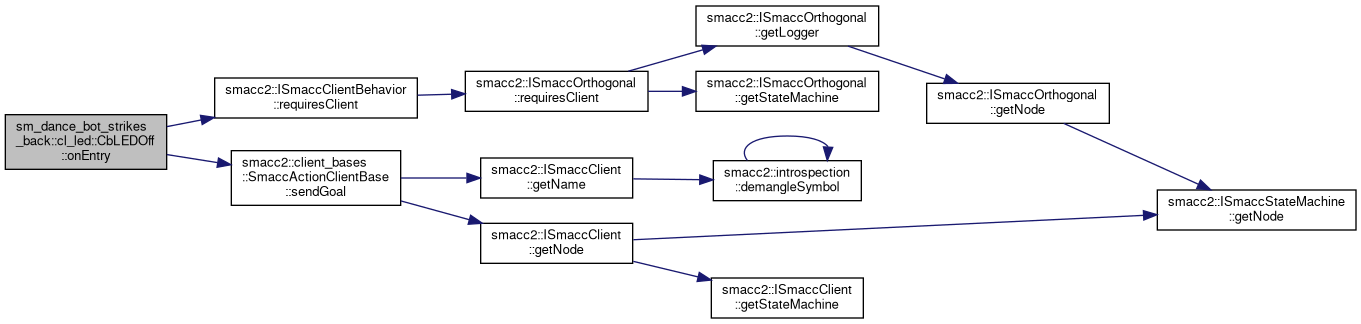 sm_dance_bot_strikes
_back::cl_led::CbLEDOff
::onEntry
smacc2::ISmaccClientBehavior
::requiresClient
smacc2::ISmaccOrthogonal
::requiresClient
smacc2::ISmaccOrthogonal
::getLogger
smacc2::ISmaccOrthogonal
::getStateMachine
smacc2::ISmaccOrthogonal
::getNode
smacc2::ISmaccStateMachine
::getNode
smacc2::client_bases
::SmaccActionClientBase
::sendGoal
smacc2::ISmaccClient
::getName
smacc2::introspection
::demangleSymbol
smacc2::ISmaccClient
::getNode
smacc2::ISmaccClient
::getStateMachine